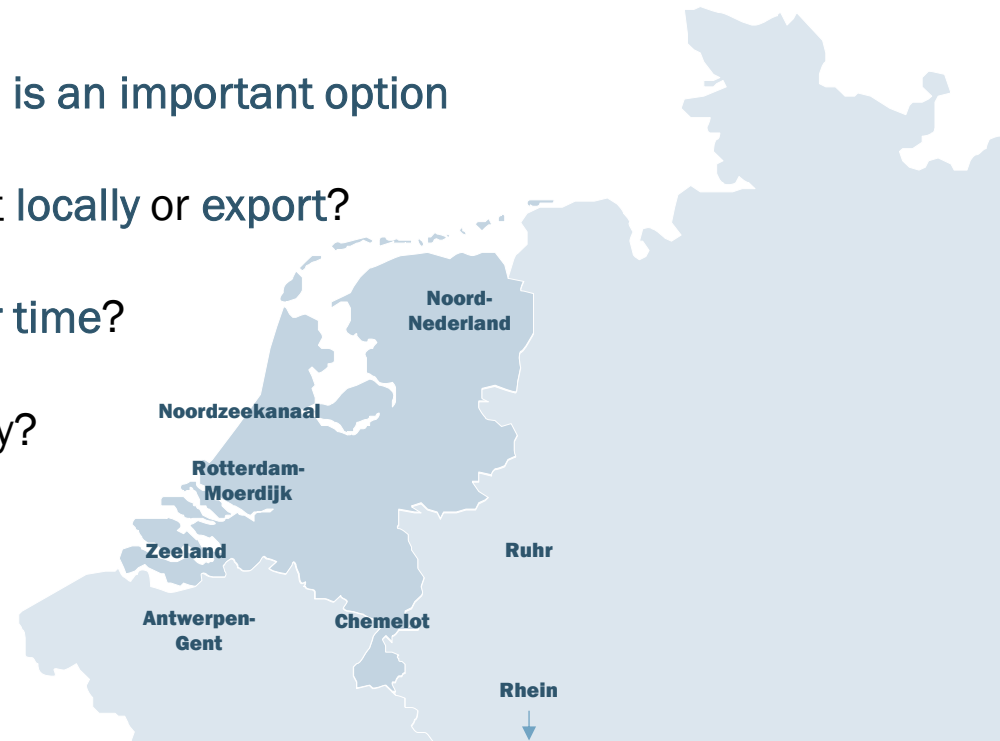 is an important option
locally or export?
time?
Noord-
Nederland
Noordzeekanaal
Rotterdam-
Moerdijk
Zeeland
Ruhr
Antwerpen-
Gent
Chemelot
Rhein